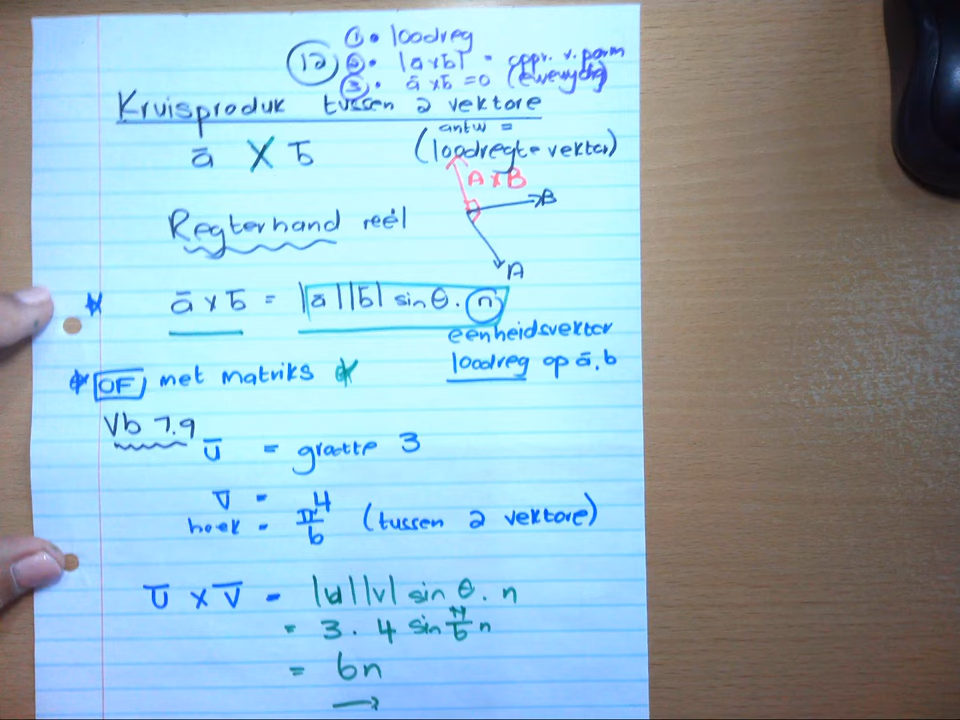 ① • loodreg
12 ② • |a x b| = oppv. v. parm
③ • ā x b̄ = 0 (ewewydig)
Kruisproduk tussen 2 vektore
ā X b̄ (antw = loodregte vektor)
A x B
B
Regterhand reël
A
* ā x b̄ = |ā||b̄| sin θ . n
eenheidsvektor
loodreg op ā, b
* OF met matriks *
Vb 7.9
ū = grootte 3
v̄ = 4
hoek = π/6 (tussen 2 vektore)
ū x v̄ = |u||v| sin θ . n
= 3 . 4 sin π/6 n
= 6n